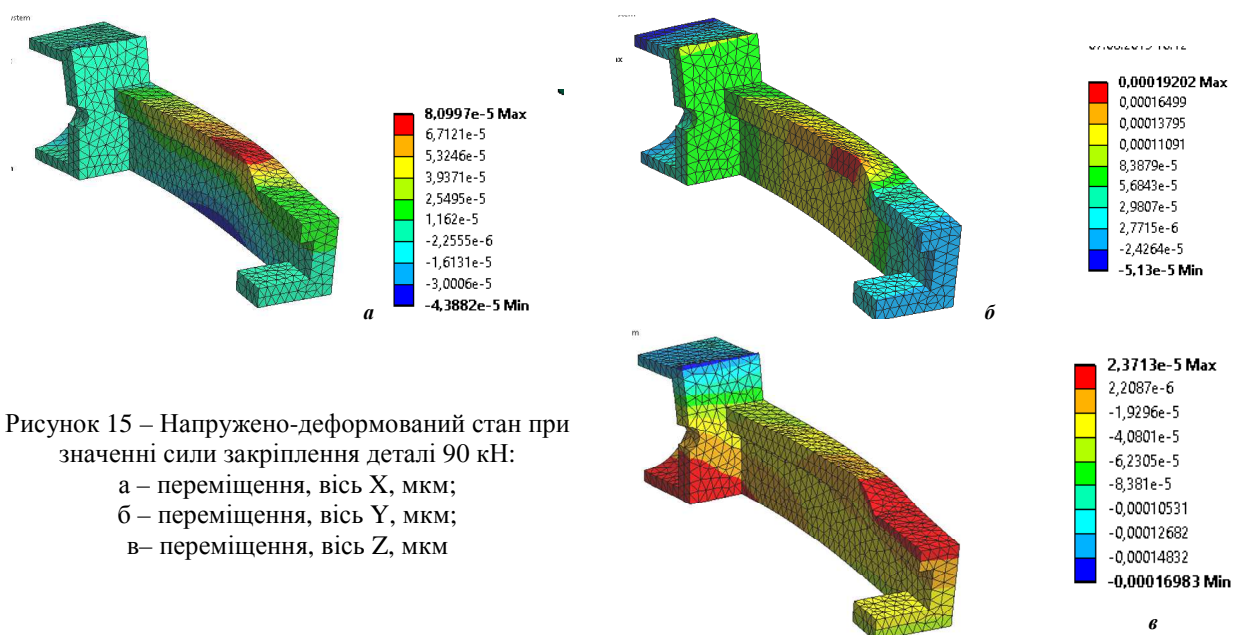 ystem
8,0997e-5 Max
6,7121e-5
5,3246e-5
3,9371e-5
2,5495e-5
1,162e-5
-2,2555e-6
-1,6131e-5
-3,0006e-5
-4,3882e-5 Min
а
0,00019202 Max
0,00016499
0,00013795
0,00011091
8,3879e-5
5,6843e-5
2,9807e-5
2,7715e-6
-2,4264e-5
-5,13e-5 Min
б
Рисунок 15 – Напружено-деформований стан при
значенні сили закріплення деталі 90 кН:
а – переміщення, вісь X, мкм;
б – переміщення, вісь Y, мкм;
в– переміщення, вісь Z, мкм
m
2,3713e-5 Max
2,2087e-6
-1,9296e-5
-4,0801e-5
-6,2305e-5
-8,381e-5
-0,00010531
-0,00012682
-0,00014832
-0,00016983 Min
в